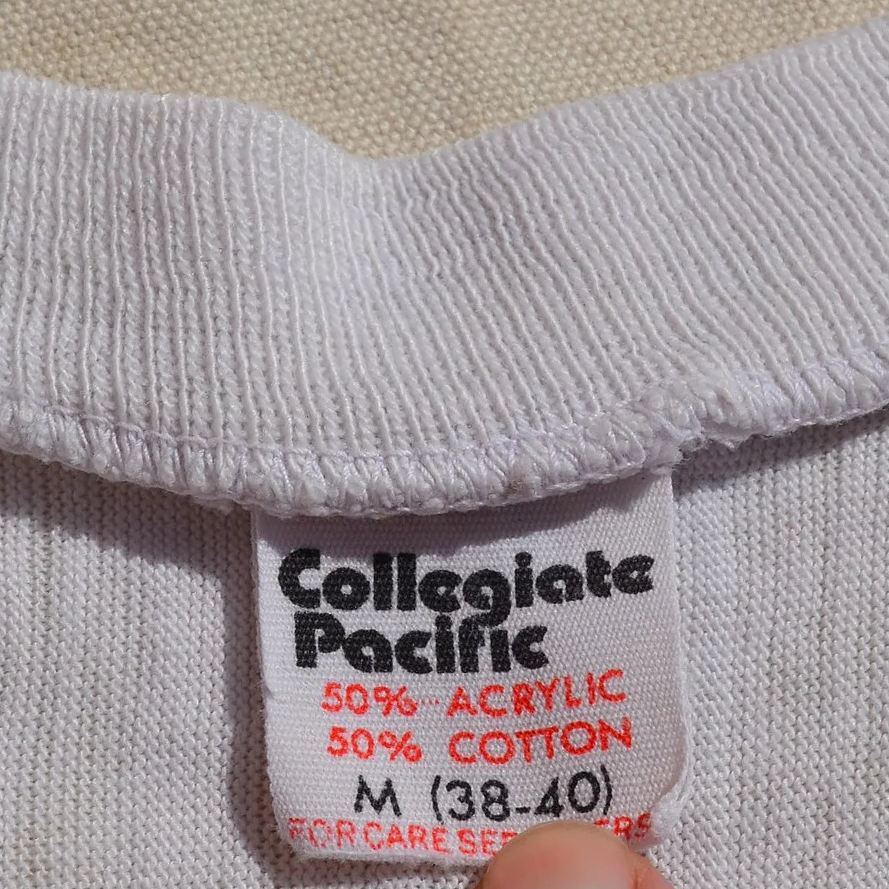 Collegiate
Pacific
50% ACRYLIC
50% COTTON
M (38-40)
FOR CARE